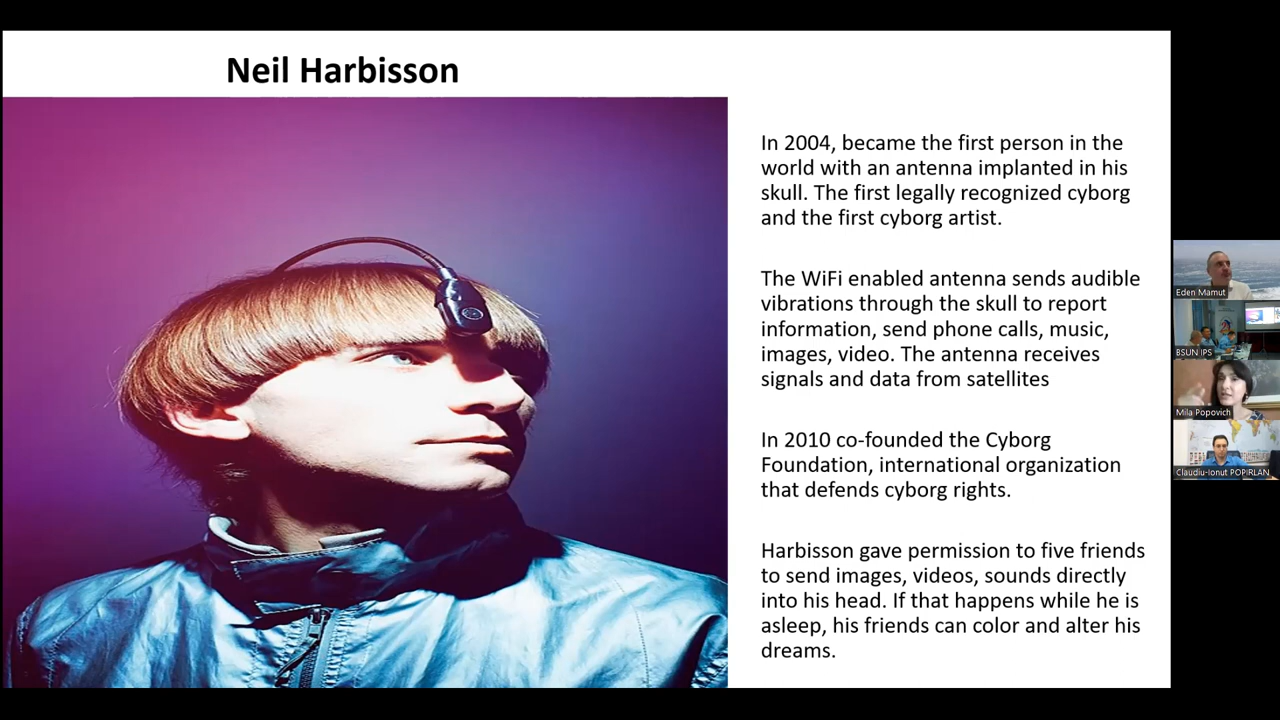 Neil Harbisson
In 2004, became the first person in the
world with an antenna implanted in his
skull. The first legally recognized cyborg
and the first cyborg artist.
The WiFi enabled antenna sends audible
vibrations through the skull to report
information, send phone calls, music,
images, video. The antenna receives
signals and data from satellites
In 2010 co-founded the Cyborg
Foundation, international organization
that defends cyborg rights.
Harbisson gave permission to five friends
to send images, videos, sounds directly
into his head. If that happens while he is
asleep, his friends can color and alter his
dreams.
Eden Mamut
BSUN IPS
Mila Popovich
Claudiu-Ionut POPIRLAN